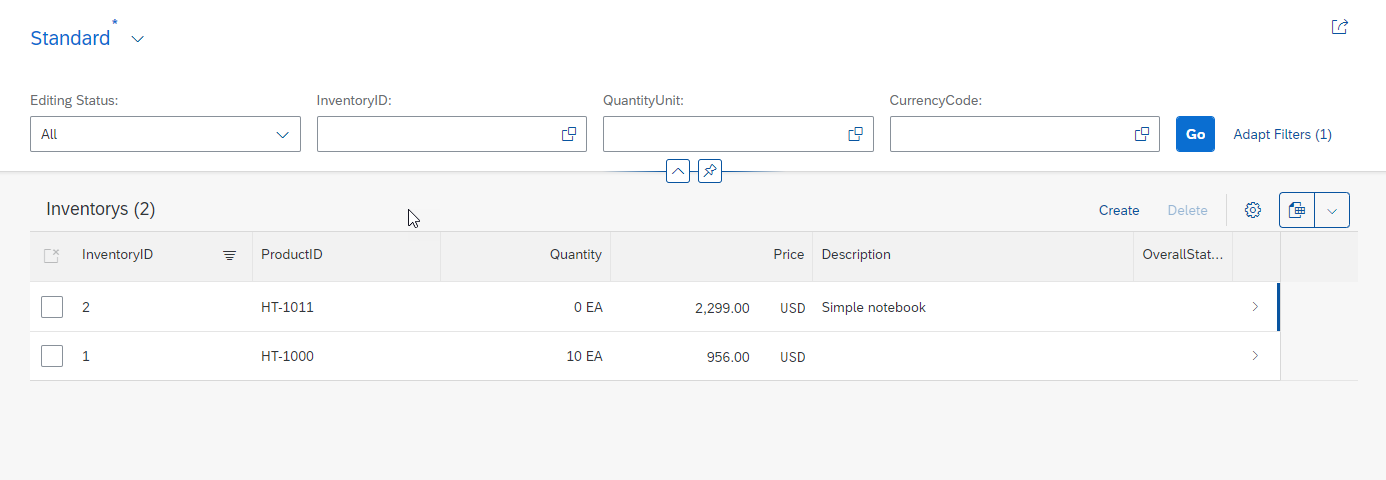 Standard *
Editing Status: InventoryID: QuantityUnit: CurrencyCode:
All Go Adapt Filters (1)
Inventorys (2) Create Delete
InventoryID ProductID Quantity Price Description OverallStat...
2 HT-1011 0 EA 2,299.00 USD Simple notebook
1 HT-1000 10 EA 956.00 USD